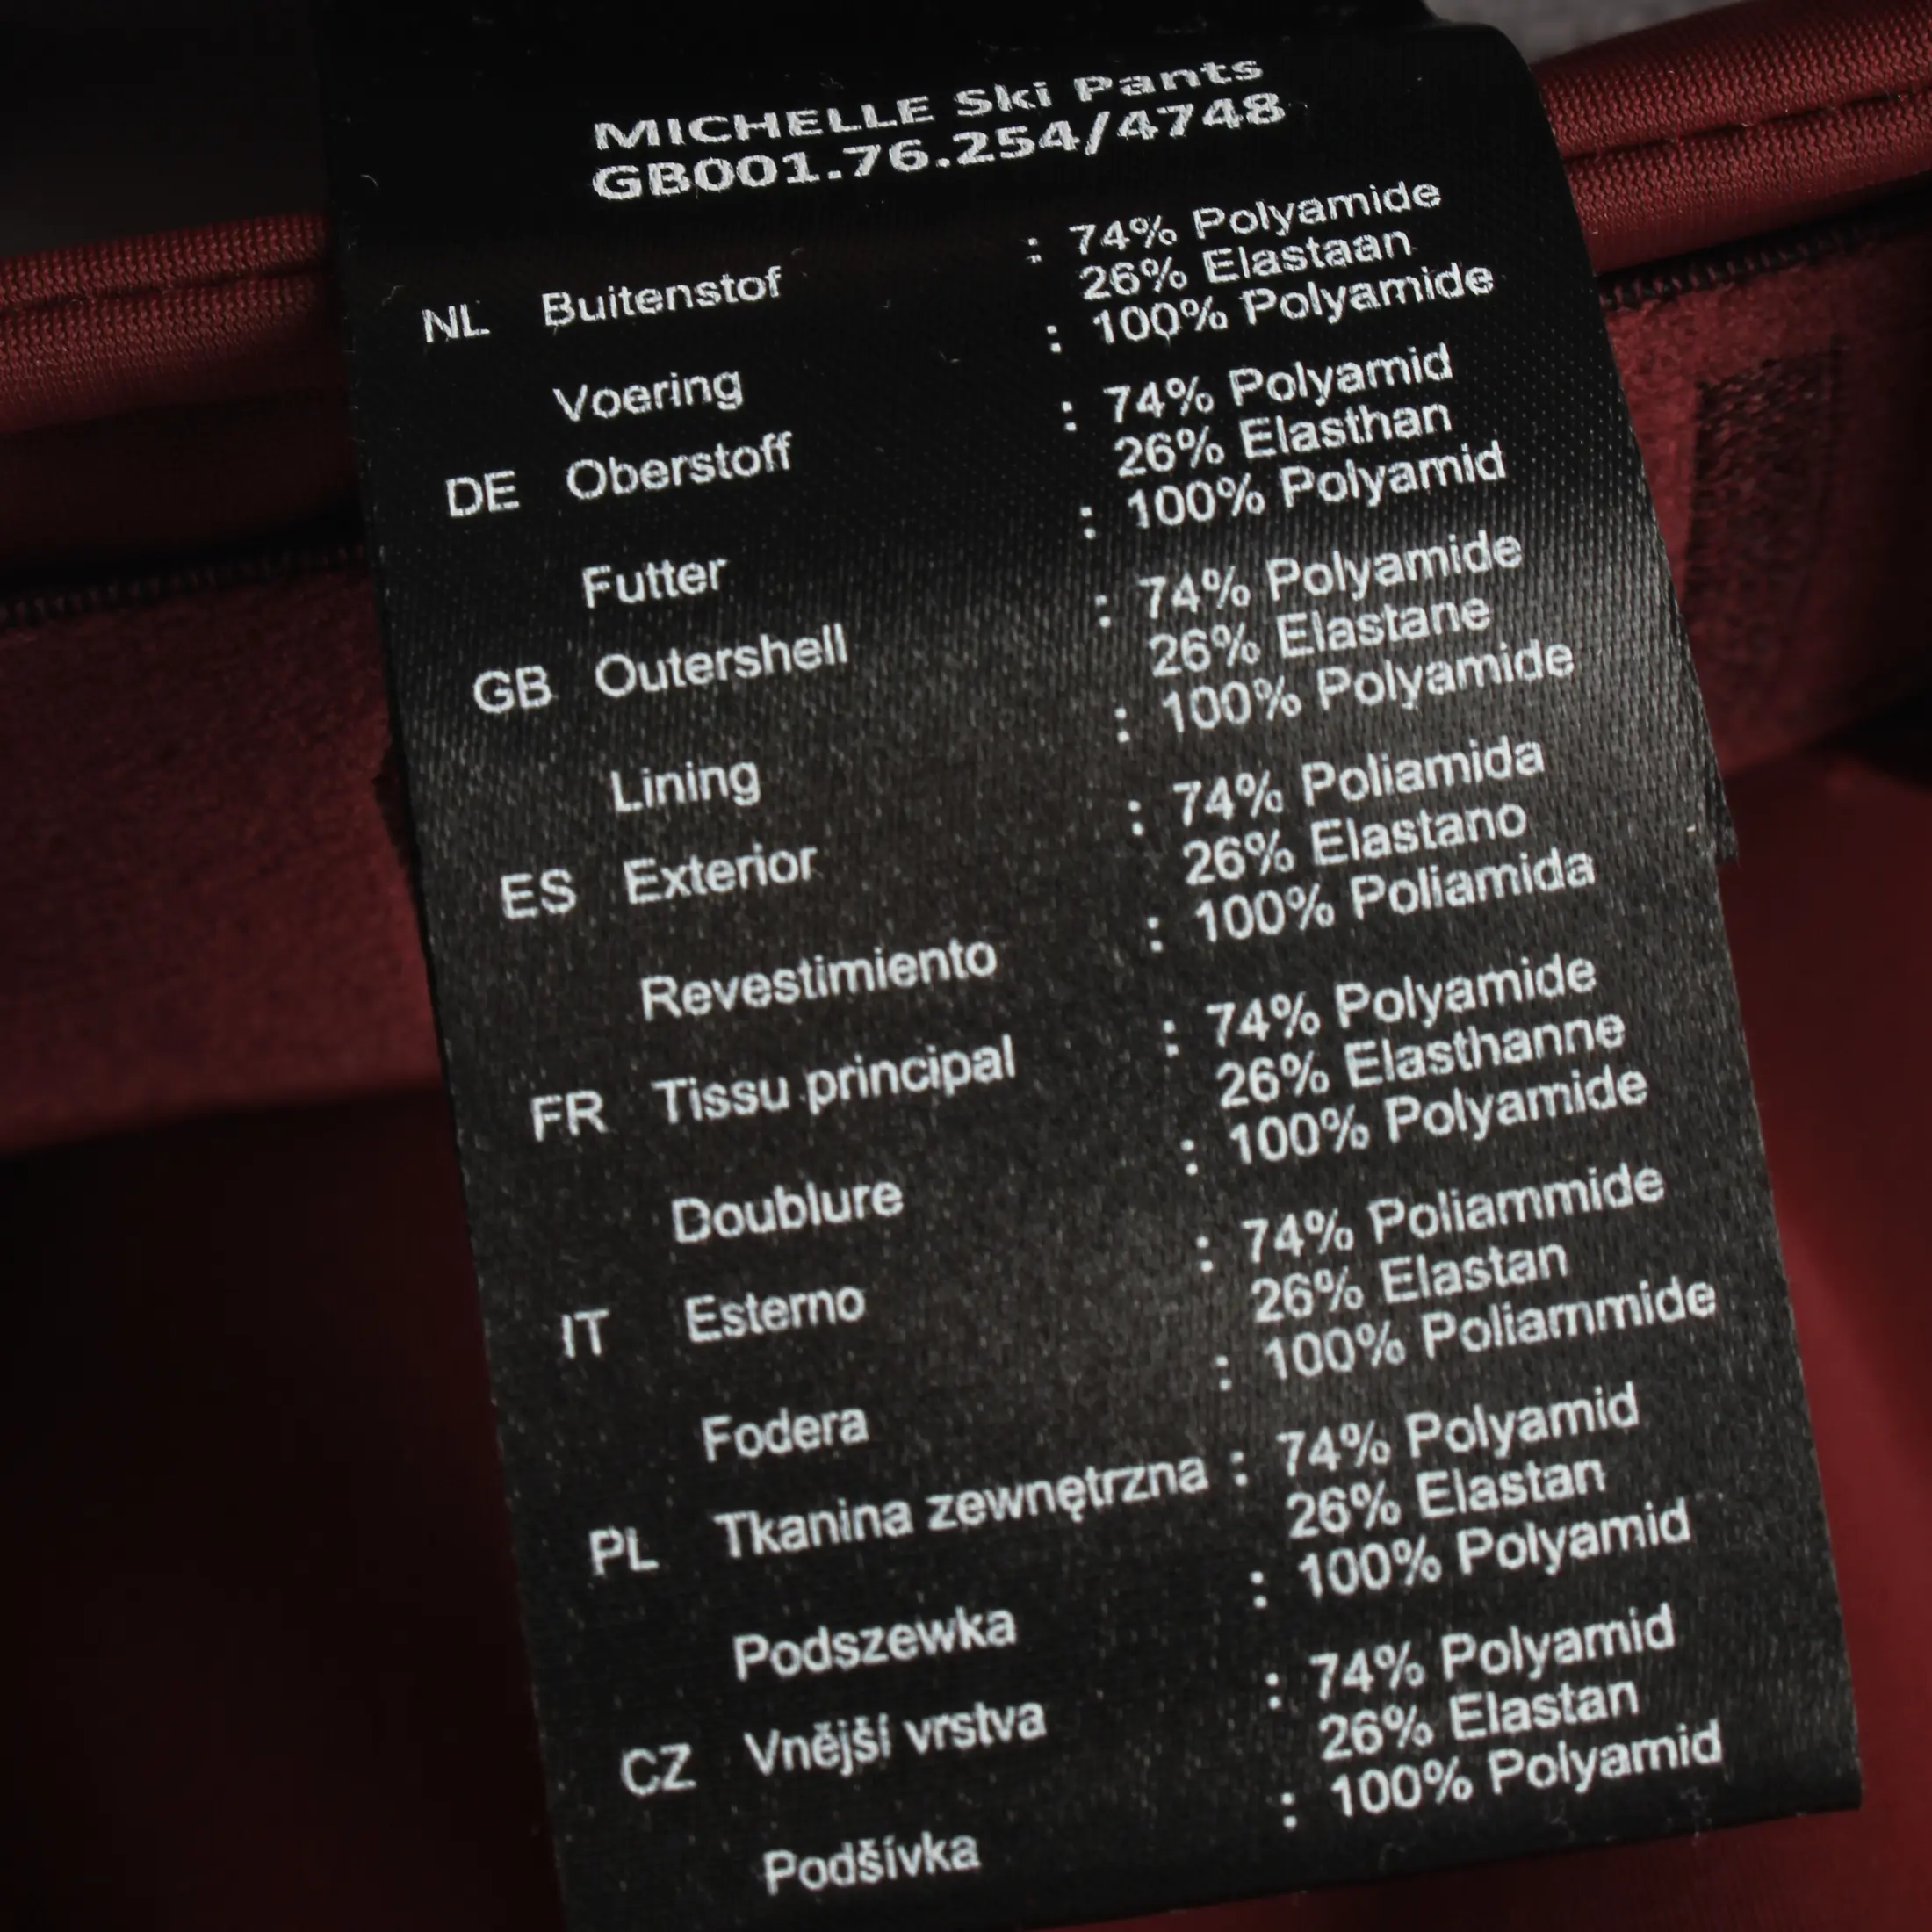 MICHELLE Ski Pants
GB001.76.254/4748
NL Buitenstof : 74% Polyamide
26% Elastaan
Voering : 100% Polyamide
DE Oberstoff : 74% Polyamid
26% Elasthan
Futter : 100% Polyamid
GB Outershell : 74% Polyamide
26% Elastane
Lining : 100% Polyamide
ES Exterior : 74% Poliamida
26% Elastano
Revestimiento : 100% Poliamida
FR Tissu principal : 74% Polyamide
26% Elasthanne
Doublure : 100% Polyamide
IT Esterno : 74% Poliammide
26% Elastan
Fodera : 100% Poliammide
PL Tkanina zewnętrzna : 74% Polyamid
26% Elastan
Podszewka : 100% Polyamid
CZ Vnější vrstva : 74% Polyamid
26% Elastan
Podšívka : 100% Polyamid